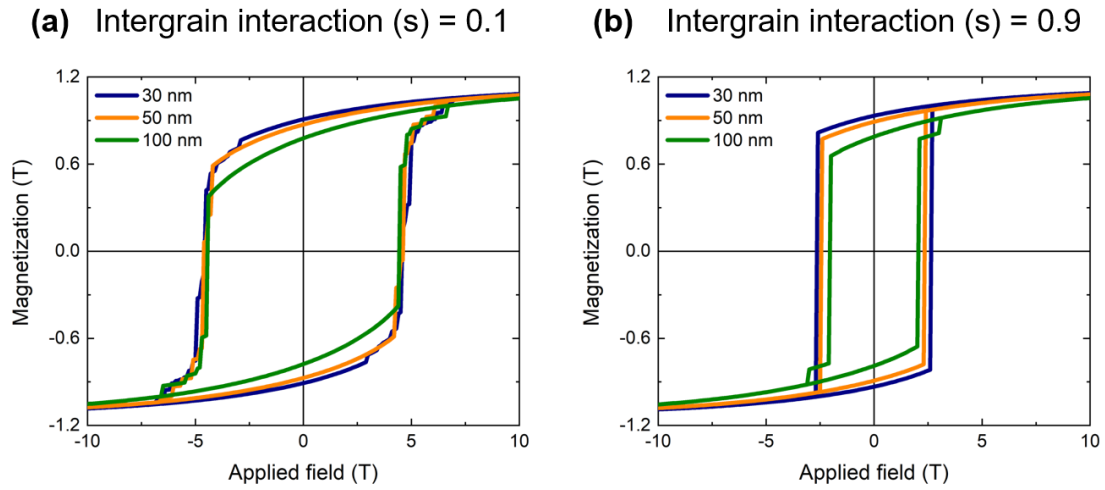 (a) Intergrain interaction (s) = 0.1
1.2
0.6
0.0
-0.6
-1.2
Magnetization (T)
30 nm
50 nm
100 nm
-10
-5
0
5
10
Applied field (T)
(b) Intergrain interaction (s) = 0.9
1.2
0.6
0.0
-0.6
-1.2
Magnetization (T)
30 nm
50 nm
100 nm
-10
-5
0
5
10
Applied field (T)